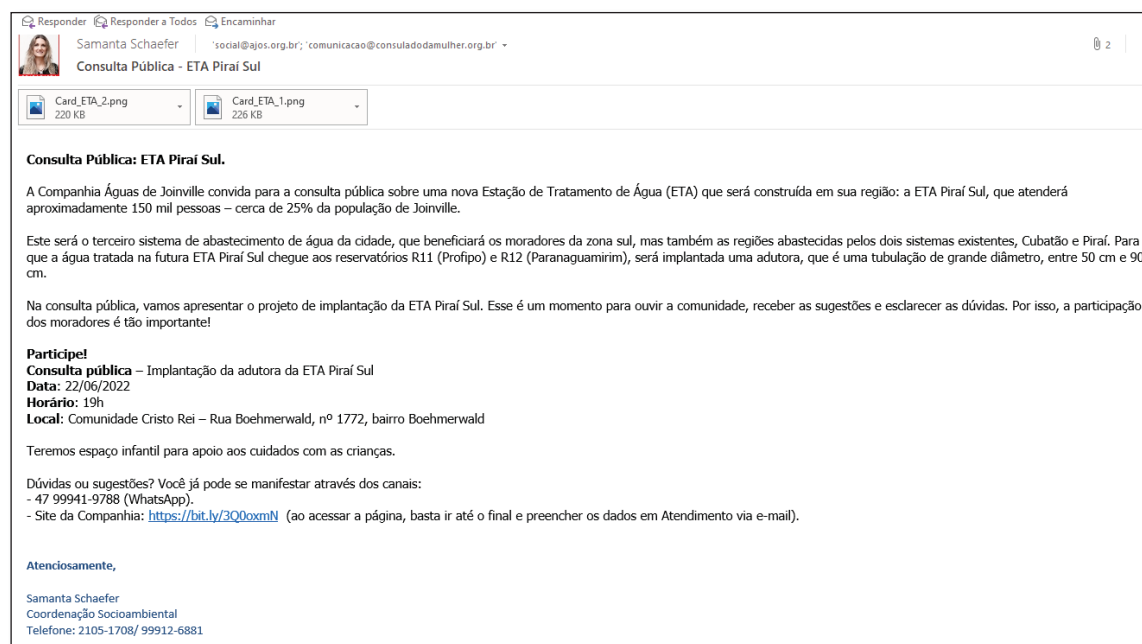 Responder Responder a Todos Encaminhar
Samanta Schaefer 'social@ajos.org.br'; 'comunicacao@consuladodamulher.org.br'
2
Consulta Pública - ETA Piraí Sul
Card_ETA_2.png
220 KB
Card_ETA_1.png
226 KB
Consulta Pública: ETA Piraí Sul.
A Companhia Águas de Joinville convida para a consulta pública sobre uma nova Estação de Tratamento de Água (ETA) que será construída em sua região: a ETA Piraí Sul, que atenderá
aproximadamente 150 mil pessoas – cerca de 25% da população de Joinville.
Este será o terceiro sistema de abastecimento de água da cidade, que beneficiará os moradores da zona sul, mas também as regiões abastecidas pelos dois sistemas existentes, Cubatão e Piraí. Para
que a água tratada na futura ETA Piraí Sul chegue aos reservatórios R11 (Profipo) e R12 (Paranaguamirim), será implantada uma adutora, que é uma tubulação de grande diâmetro, entre 50 cm e 90
cm.
Na consulta pública, vamos apresentar o projeto de implantação da ETA Piraí Sul. Esse é um momento para ouvir a comunidade, receber as sugestões e esclarecer as dúvidas. Por isso, a participação
dos moradores é tão importante!
Participe!
Consulta pública – Implantação da adutora da ETA Piraí Sul
Data: 22/06/2022
Horário: 19h
Local: Comunidade Cristo Rei – Rua Boehmerwald, nº 1772, bairro Boehmerwald
Teremos espaço infantil para apoio aos cuidados com as crianças.
Dúvidas ou sugestões? Você já pode se manifestar através dos canais:
- 47 99941-9788 (WhatsApp).
- Site da Companhia: https://bit.ly/3Q0oxmN (ao acessar a página, basta ir até o final e preencher os dados em Atendimento via e-mail).
Atenciosamente,
Samanta Schaefer
Coordenação Socioambiental
Telefone: 2105-1708/ 99912-6881